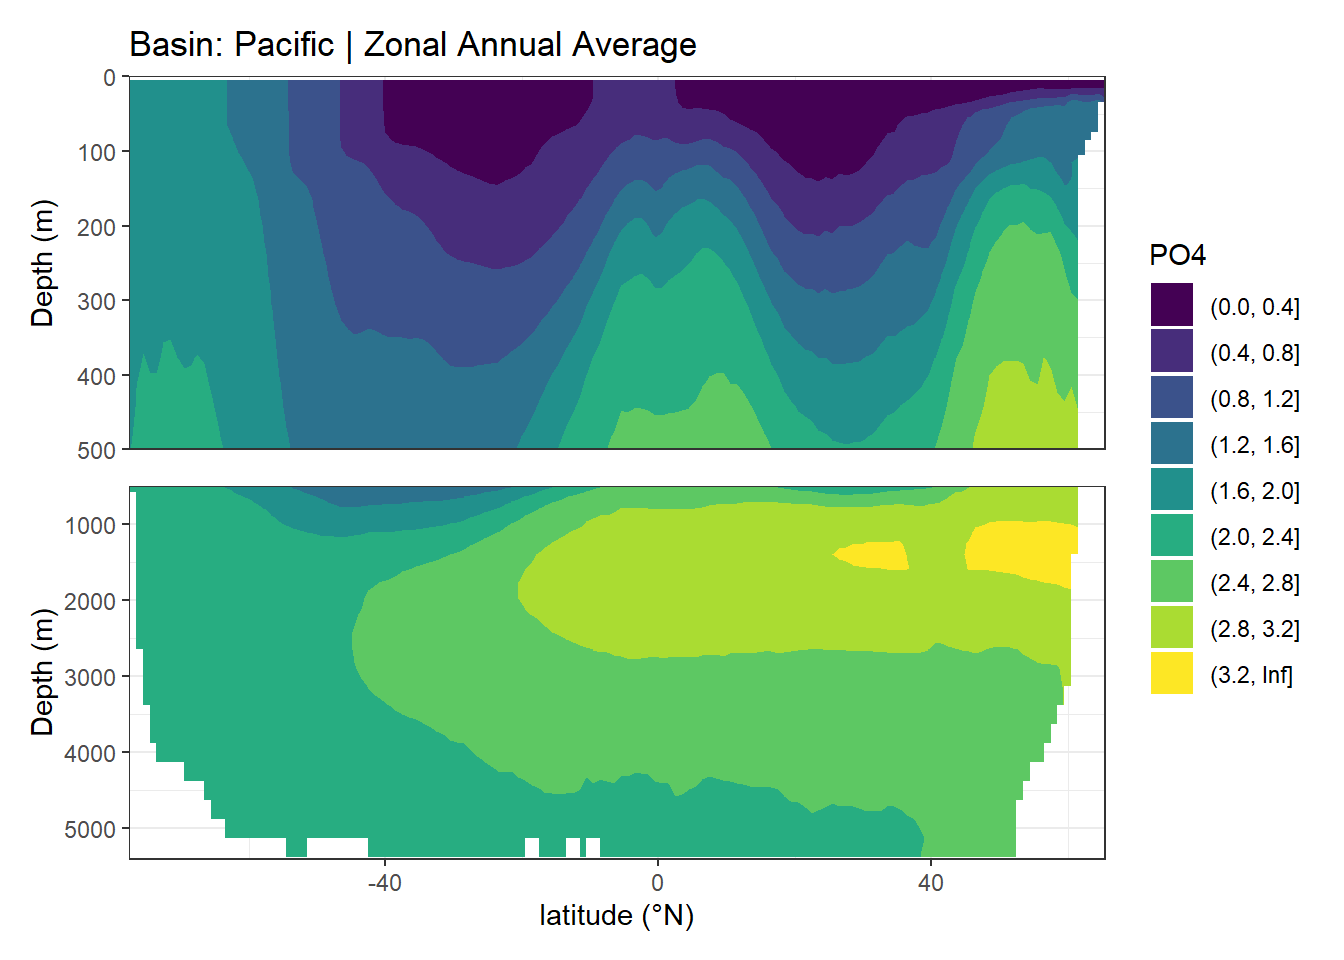 Basin: Pacific | Zonal Annual Average
0
100
200
300
400
500
Depth (m)
1000
2000
3000
4000
5000
Depth (m)
-40 0 40
latitude (°N)
PO4
(0.0, 0.4]
(0.4, 0.8]
(0.8, 1.2]
(1.2, 1.6]
(1.6, 2.0]
(2.0, 2.4]
(2.4, 2.8]
(2.8, 3.2]
(3.2, Inf]